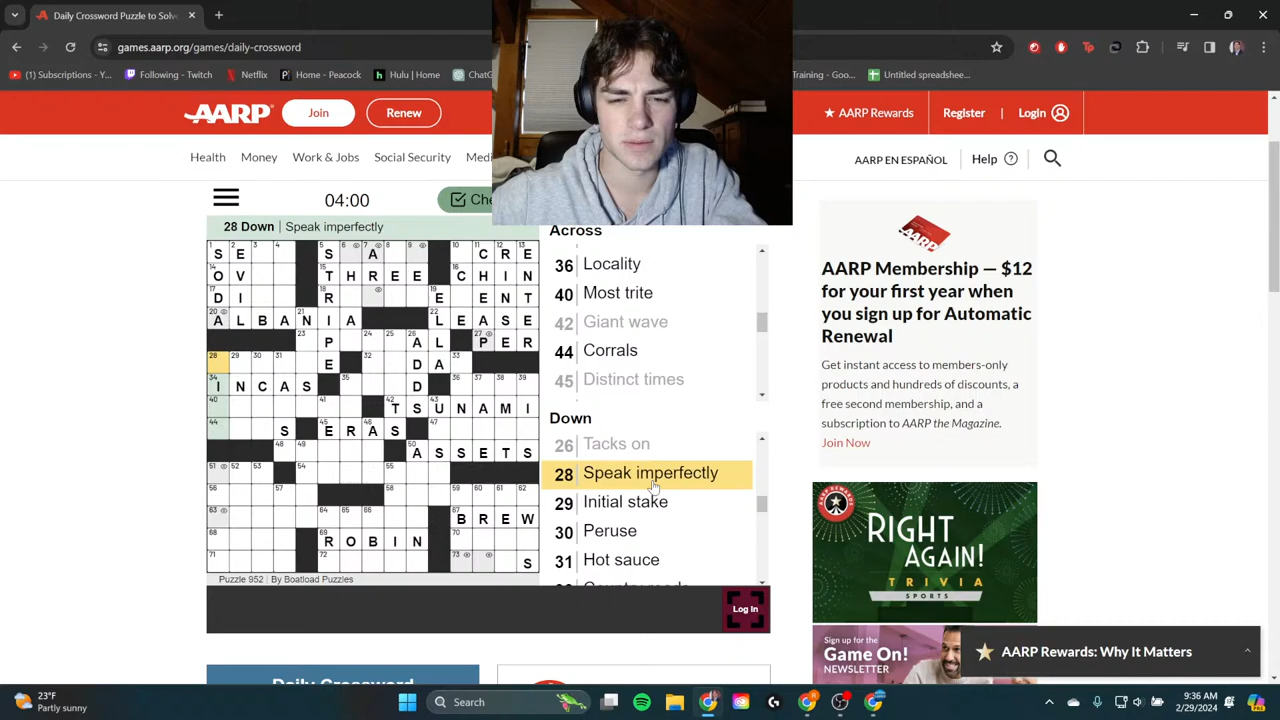 Daily Crossword Puzzle to Solv
games.aarp.org/games/daily-crossword
(1) Subscriptions - Y...
Following - Twitch
Netflix
Home - Peacock
Hulu | Home
ChatG
Training - Goo...
Untitled spreadshee...
AARP
Join
Renew
AARP Rewards
Register
Login
Health
Money
Work & Jobs
Social Security
Medi
AARP EN ESPAÑOL
Help
04:00
Che
28 Down | Speak imperfectly
S E S A C R E
O V T H R E E C H I N
D I R E E N T
A L B A N I A L E A S E
P A L P E R
E D A
I N C A S D
T S U N A M I
S E R A S
A S S E T S
B R E W
R O B I N
S
Puzzle 952 | By Boatload Puzzles
Across
36 Locality
40 Most trite
42 Giant wave
44 Corrals
45 Distinct times
Down
26 Tacks on
28 Speak imperfectly
29 Initial stake
30 Peruse
31 Hot sauce
Log In
AARP Membership — $12
for your first year when
you sign up for Automatic
Renewal
Get instant access to members-only
products and hundreds of discounts, a
free second membership, and a
subscription to AARP the Magazine.
Join Now
RIGHT
AGAIN!
TRIVIA
SPORTS
Sign up for the
Game On!
NEWSLETTER
AARP Rewards: Why It Matters
Daily Crossword
23°F
Partly sunny
Search
9:36 AM
2/29/2024